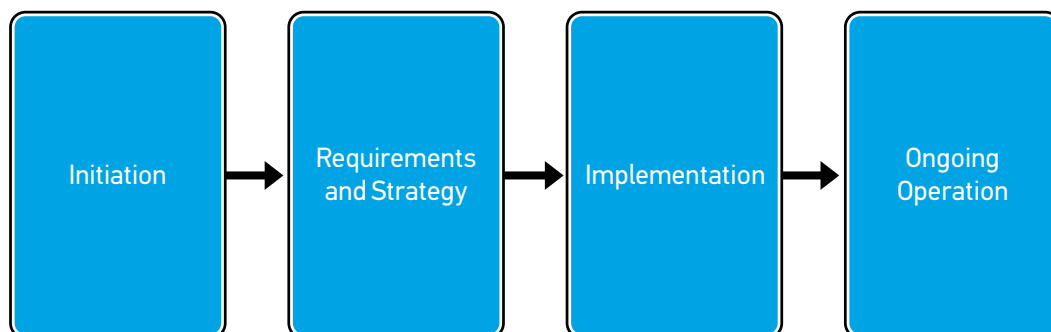 Initiation
Requirements
and Strategy
Implementation
Ongoing
Operation